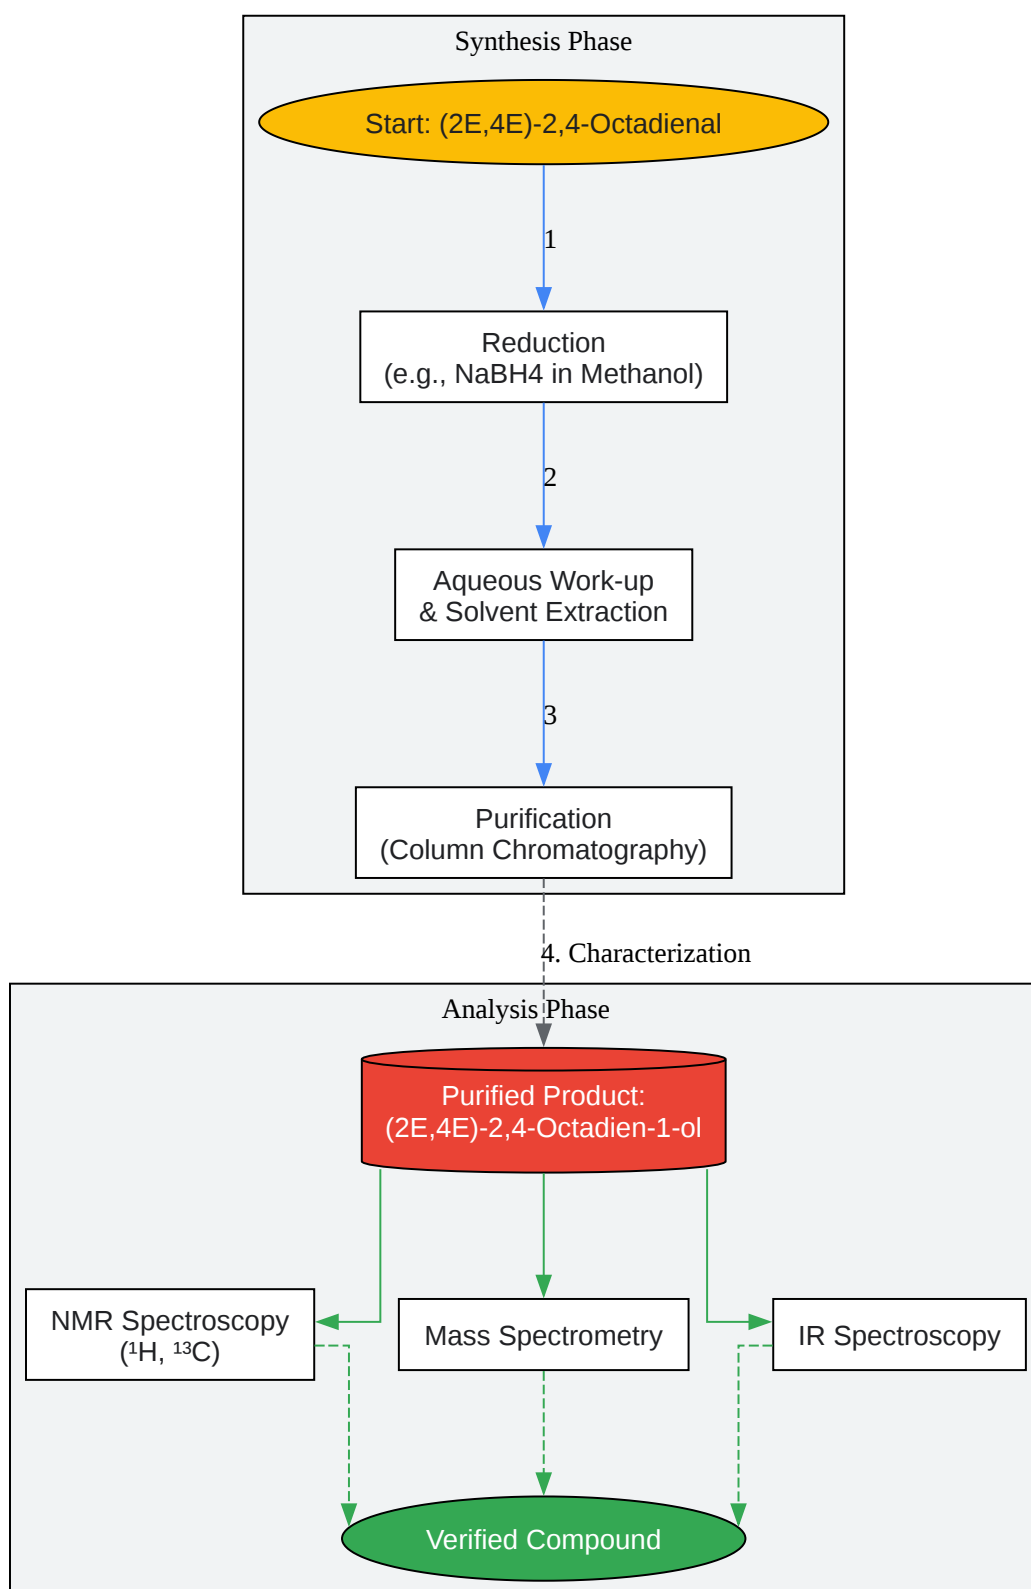 Synthesis Phase
Start: (2E,4E)-2,4-Octadienal
1
Reduction
(e.g., NaBH4 in Methanol)
2
Aqueous Work-up
& Solvent Extraction
3
Purification
(Column Chromatography)
4. Characterization
Analysis Phase
Purified Product:
(2E,4E)-2,4-Octadien-1-ol
NMR Spectroscopy
(¹H, ¹³C)
Mass Spectrometry
IR Spectroscopy
Verified Compound